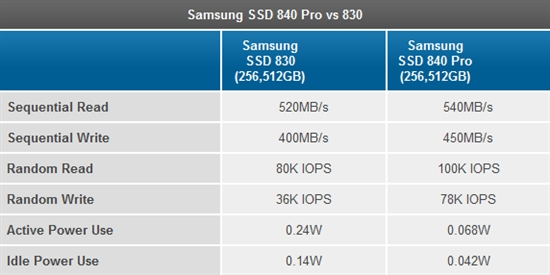 Samsung SSD 840 Pro vs 830
Samsung
SSD 830
(256,512GB)
Samsung
SSD 840 Pro
(256,512GB)
Sequential Read 520MB/s 540MB/s
Sequential Write 400MB/s 450MB/s
Random Read 80K IOPS 100K IOPS
Random Write 36K IOPS 78K IOPS
Active Power Use 0.24W 0.068W
Idle Power Use 0.14W 0.042W